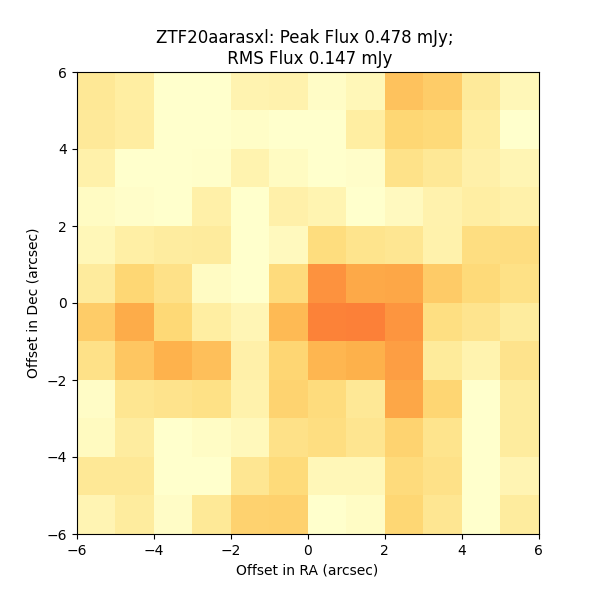 ZTF20aarasxl: Peak Flux 0.478 mJy;
RMS Flux 0.147 mJy
6
4
2
0
−2
−4
−6
Offset in Dec (arcsec)
−6 −4 −2 0 2 4 6
Offset in RA (arcsec)